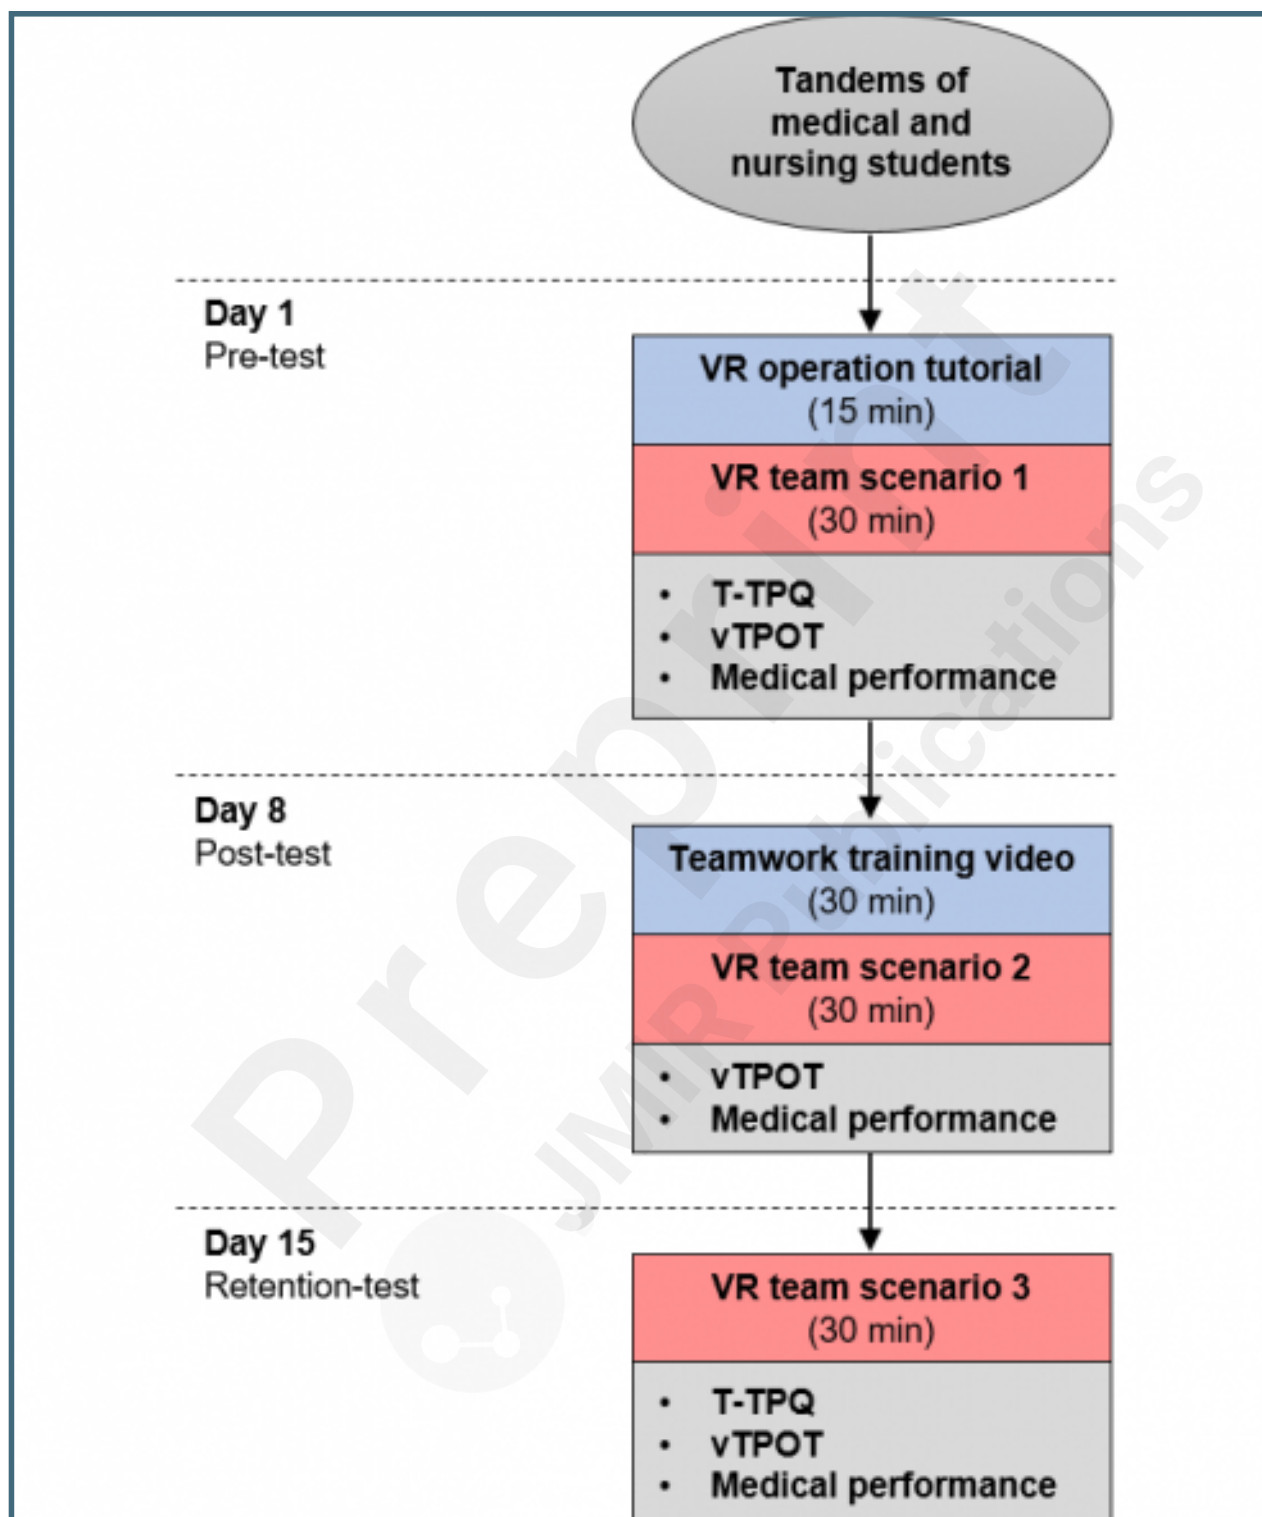 Tandems of
medical and
nursing students
Day 1
Pre-test
VR operation tutorial
(15 min)
VR team scenario 1
(30 min)
• T-TPQ
• vTPOT
• Medical performance
Day 8
Post-test
Teamwork training video
(30 min)
VR team scenario 2
(30 min)
• vTPOT
• Medical performance
Day 15
Retention-test
VR team scenario 3
(30 min)
• T-TPQ
• vTPOT
• Medical performance
Preprint
JMIR Publications